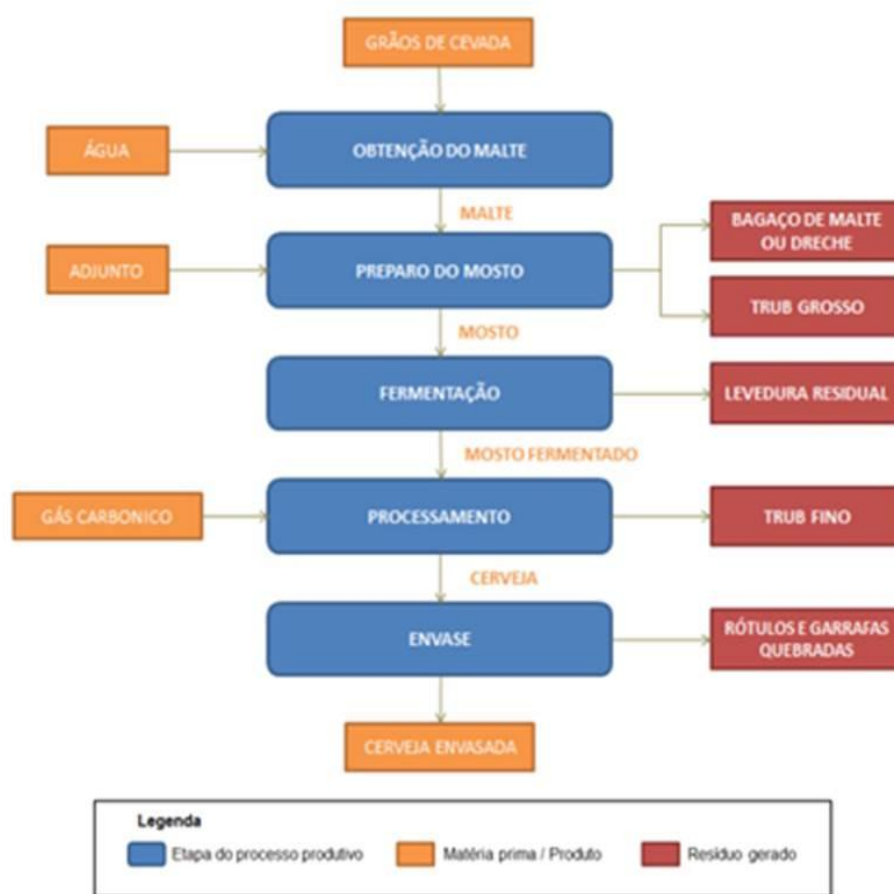 GRÃOS DE CEVADA
ÁGUA
OBTENÇÃO DO MALTE
MALTE
BAGAÇO DE MALTE
OU DRECHE
ADJUNTO
PREPARO DO MOSTO
TRUB GROSSO
MOSTO
FERMENTAÇÃO
LEVEDURA RESIDUAL
MOSTO FERMENTADO
GÁS CARBONICO
PROCESSAMENTO
TRUB FINO
CERVEJA
ENVASE
RÓTULOS E GARRAFAS
QUEBRADAS
CERVEJA ENVASADA
Legenda
Etapa do processo produtivo
Matéria prima / Produto
Resíduo gerado